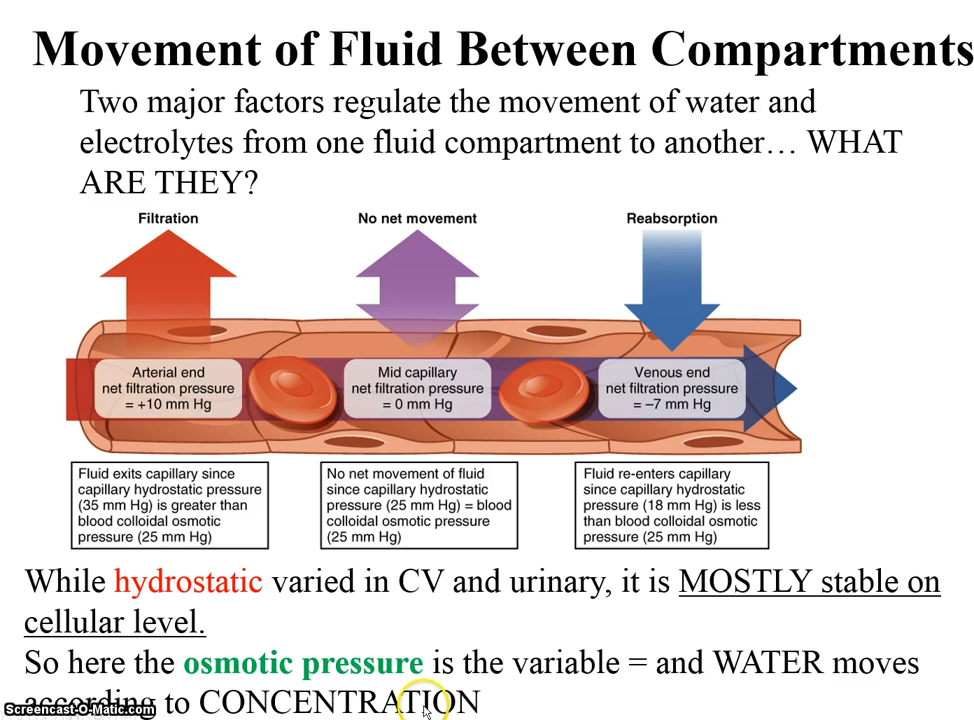 Movement of Fluid Between Compartments
Two major factors regulate the movement of water and
electrolytes from one fluid compartment to another… WHAT
ARE THEY?
Filtration
No net movement
Reabsorption
Arterial end
net filtration pressure
= +10 mm Hg
Mid capillary
net filtration pressure
= 0 mm Hg
Venous end
net filtration pressure
= –7 mm Hg
Fluid exits capillary since
capillary hydrostatic pressure
(35 mm Hg) is greater than
blood colloidal osmotic
pressure (25 mm Hg)
No net movement of fluid
since capillary hydrostatic
pressure (25 mm Hg) = blood
colloidal osmotic pressure
(25 mm Hg)
Fluid re-enters capillary
since capillary hydrostatic
pressure (18 mm Hg) is less
than blood colloidal osmotic
pressure (25 mm Hg)
While hydrostatic varied in CV and urinary, it is MOSTLY stable on
cellular level.
So here the osmotic pressure is the variable = and WATER moves
according to CONCENTRATION
Screencast-O-Matic.com